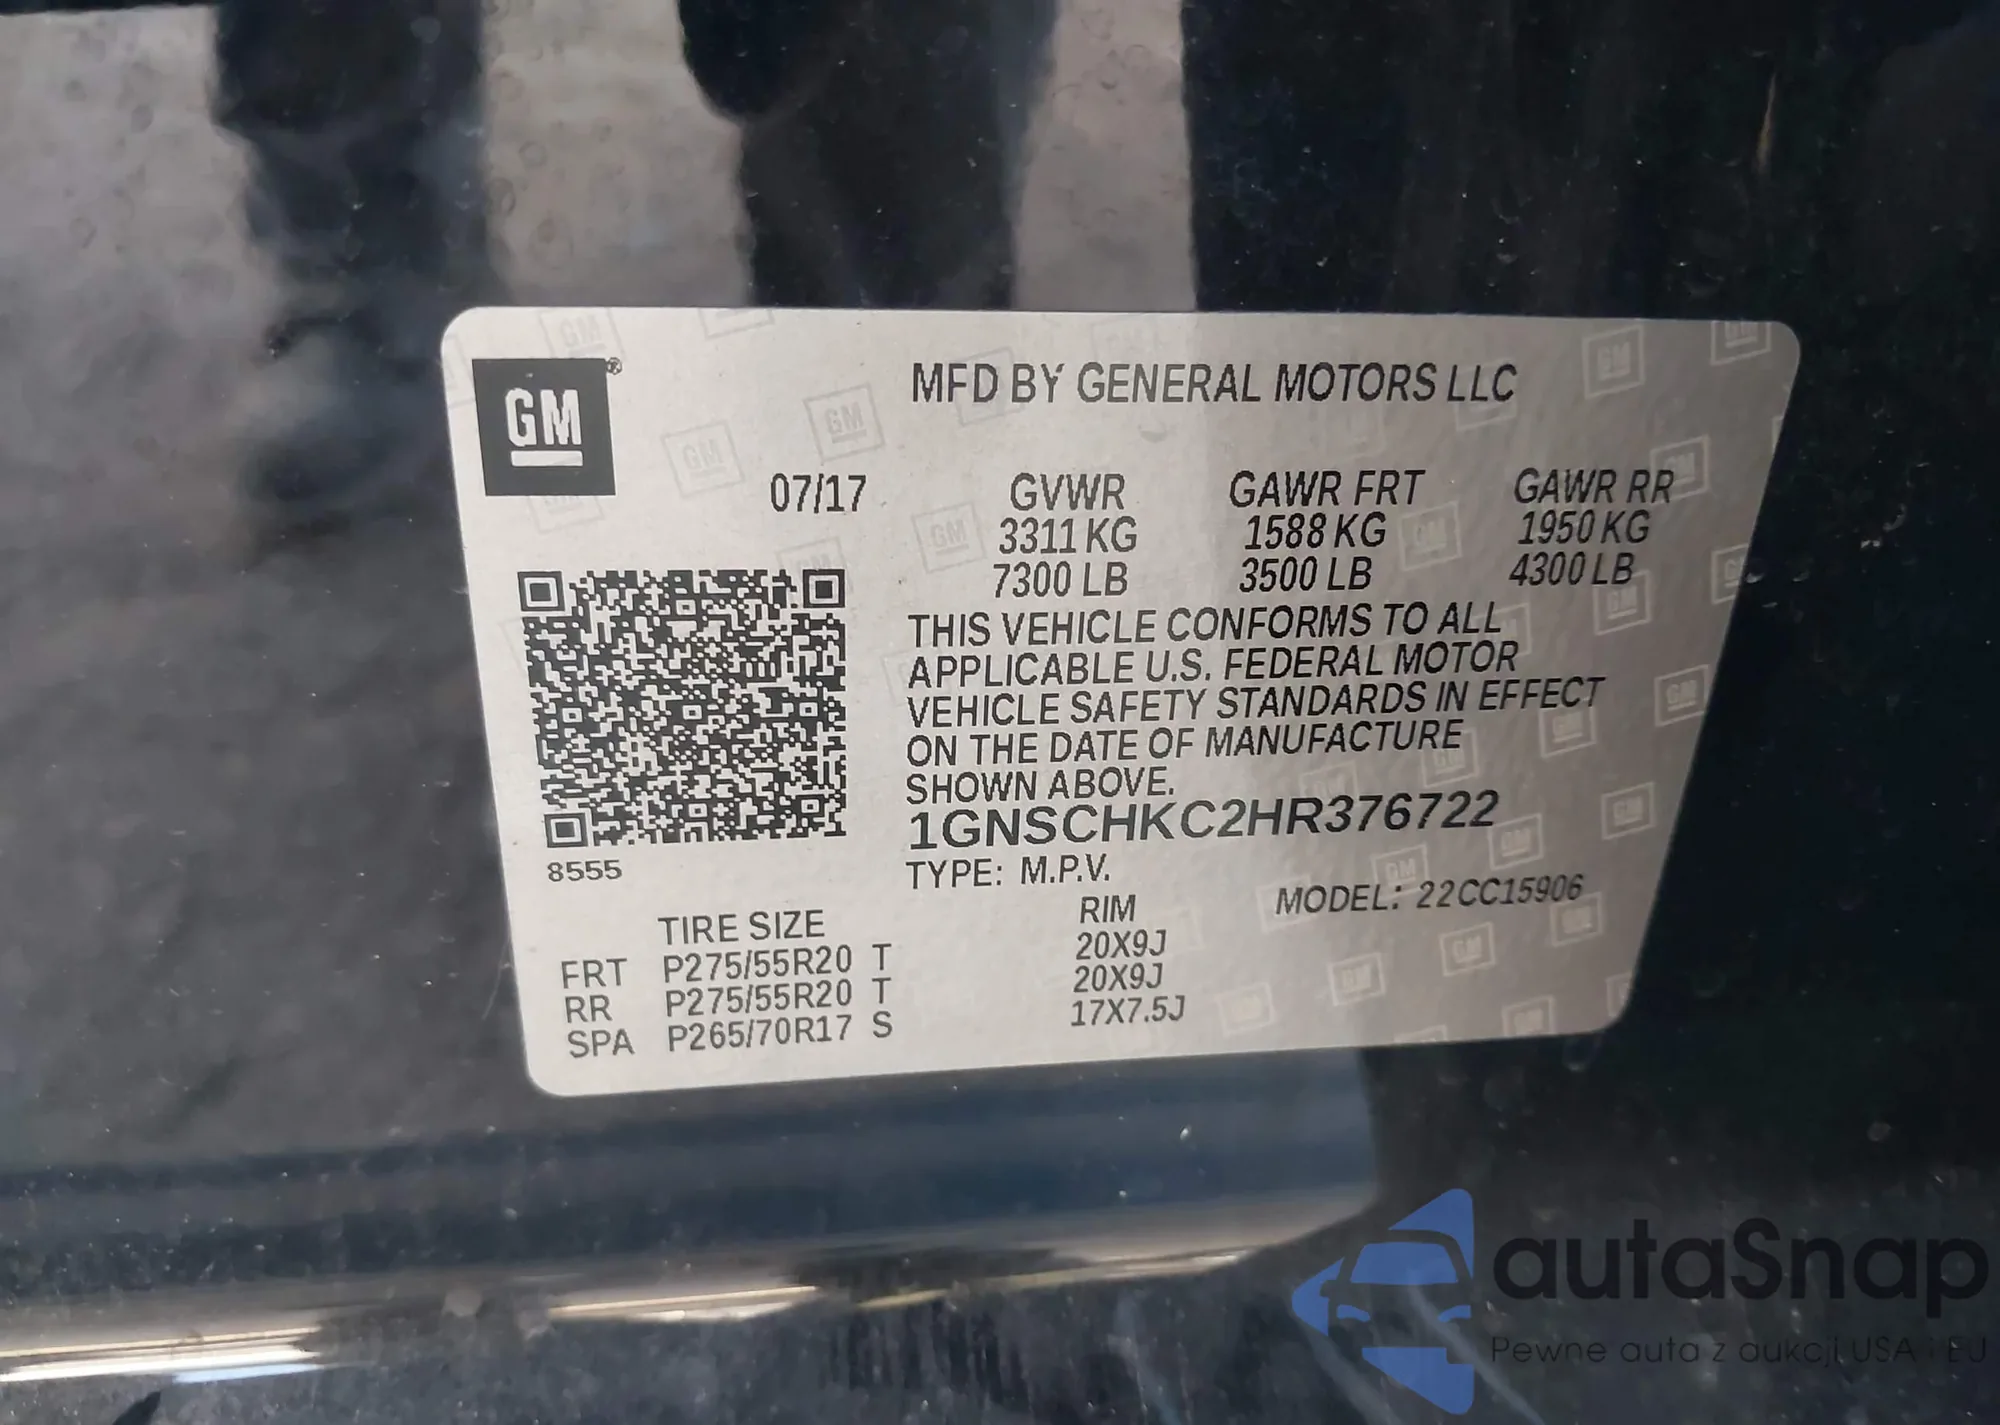 GM®
MFD BY GENERAL MOTORS LLC
07/17 GVWR GAWR FRT GAWR RR
3311 KG 1588 KG 1950 KG
7300 LB 3500 LB 4300 LB
THIS VEHICLE CONFORMS TO ALL
APPLICABLE U.S. FEDERAL MOTOR
VEHICLE SAFETY STANDARDS IN EFFECT
ON THE DATE OF MANUFACTURE
SHOWN ABOVE.
1GNSCHKC2HR376722
8555
TYPE: M.P.V.
MODEL: 22CC15906
TIRE SIZE RIM
FRT P275/55R20 T 20X9J
RR P275/55R20 T 20X9J
SPA P265/70R17 S 17X7.5J
autaSnap
Pewne auta z aukcji USA i EU